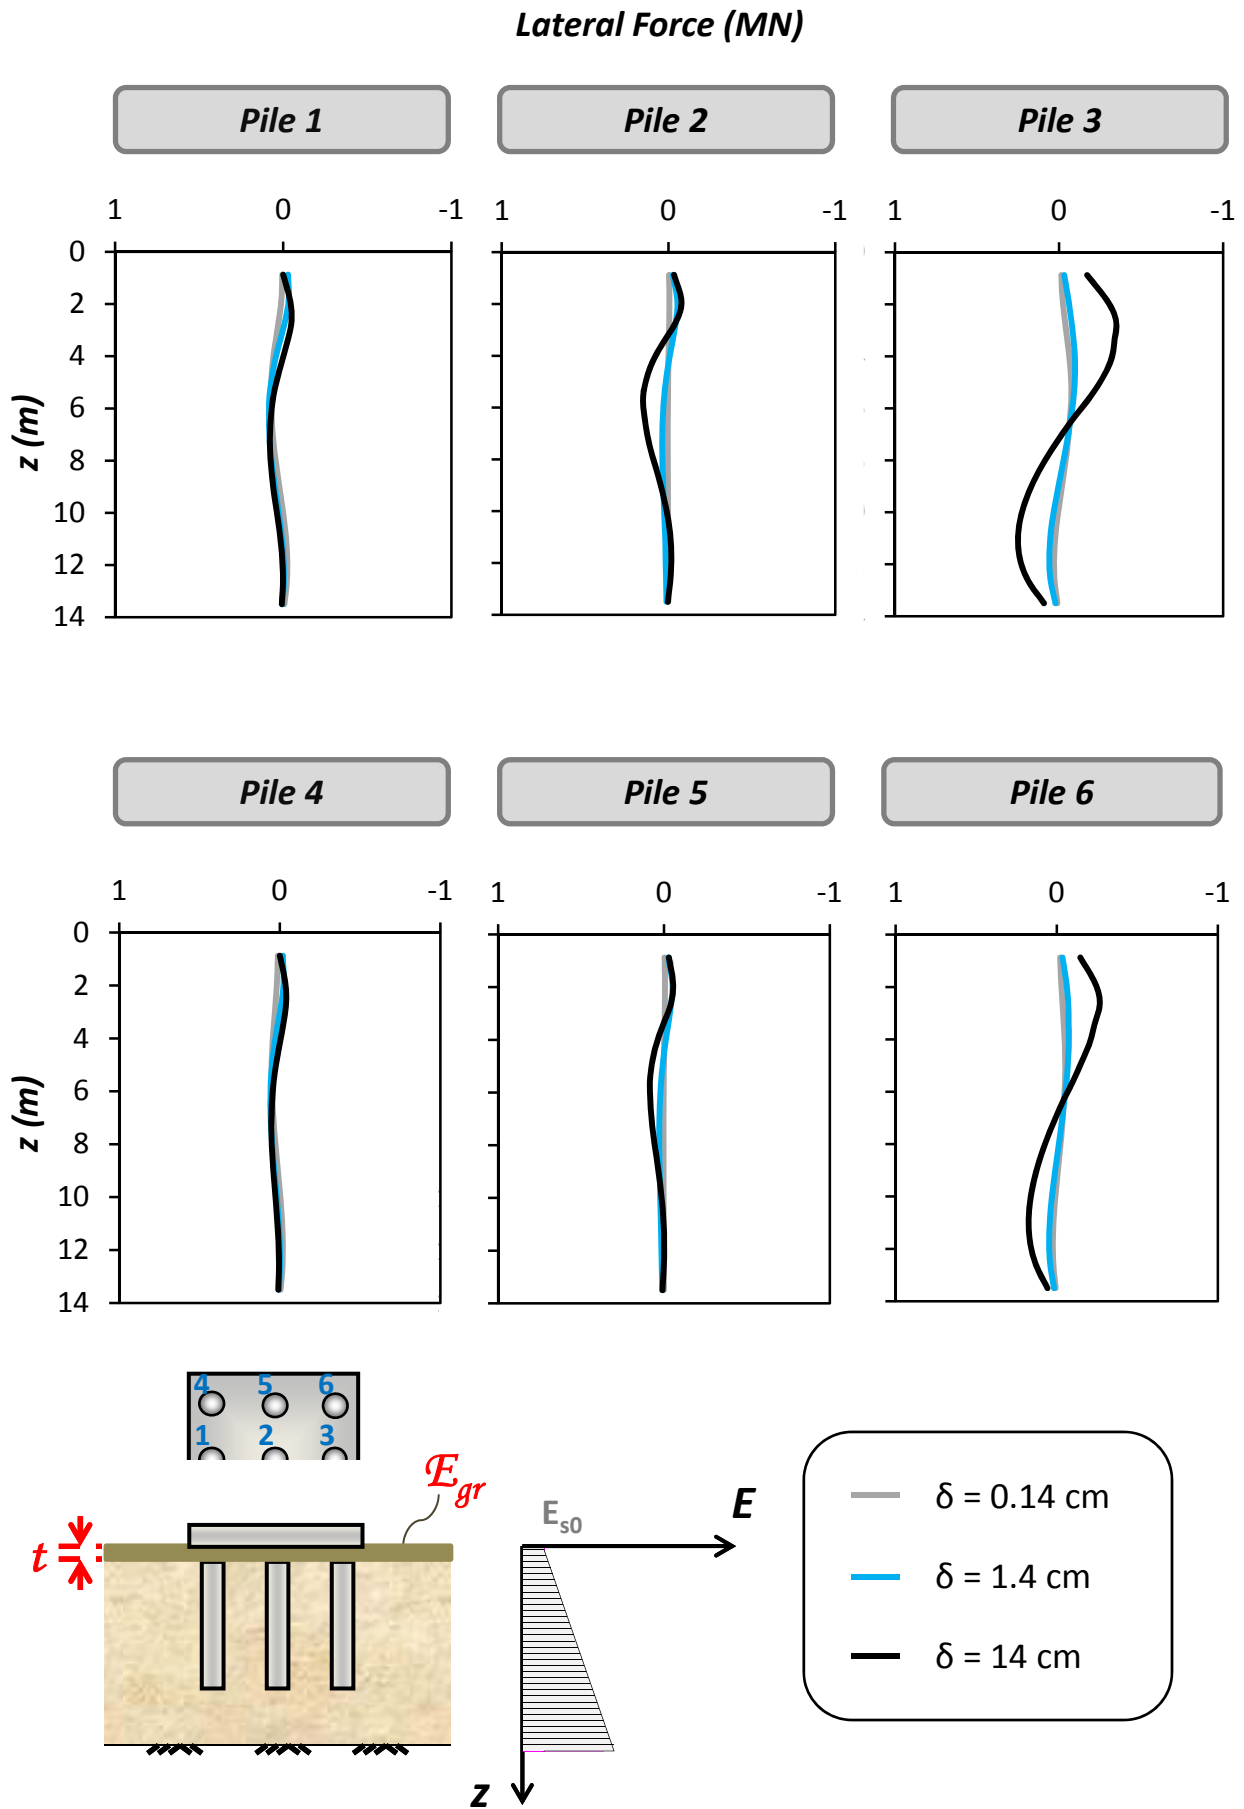 Lateral Force (MN)
Pile 1 Pile 2 Pile 3
1 0 -1 1 0 -1 1 0 -1
0
2
4
6
8
10
12
14
z (m)
Pile 4 Pile 5 Pile 6
1 0 -1 1 0 -1 1 0 -1
0
2
4
6
8
10
12
14
z (m)
4 5 6
1 2 3
Egr
t
Es0
E
z
δ = 0.14 cm
δ = 1.4 cm
δ = 14 cm